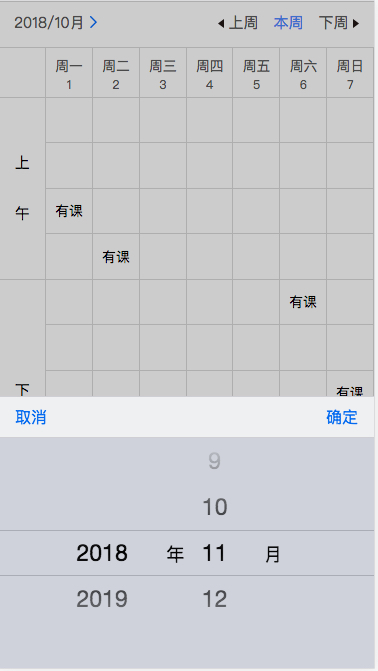 2018/10月 上周 本周 下周
周一 周二 周三 周四 周五 周六 周日
1 2 3 4 5 6 7
上
午
有课
有课
有课
下
有课
取消 确定
9
10
2018 年 11 月
2019 12